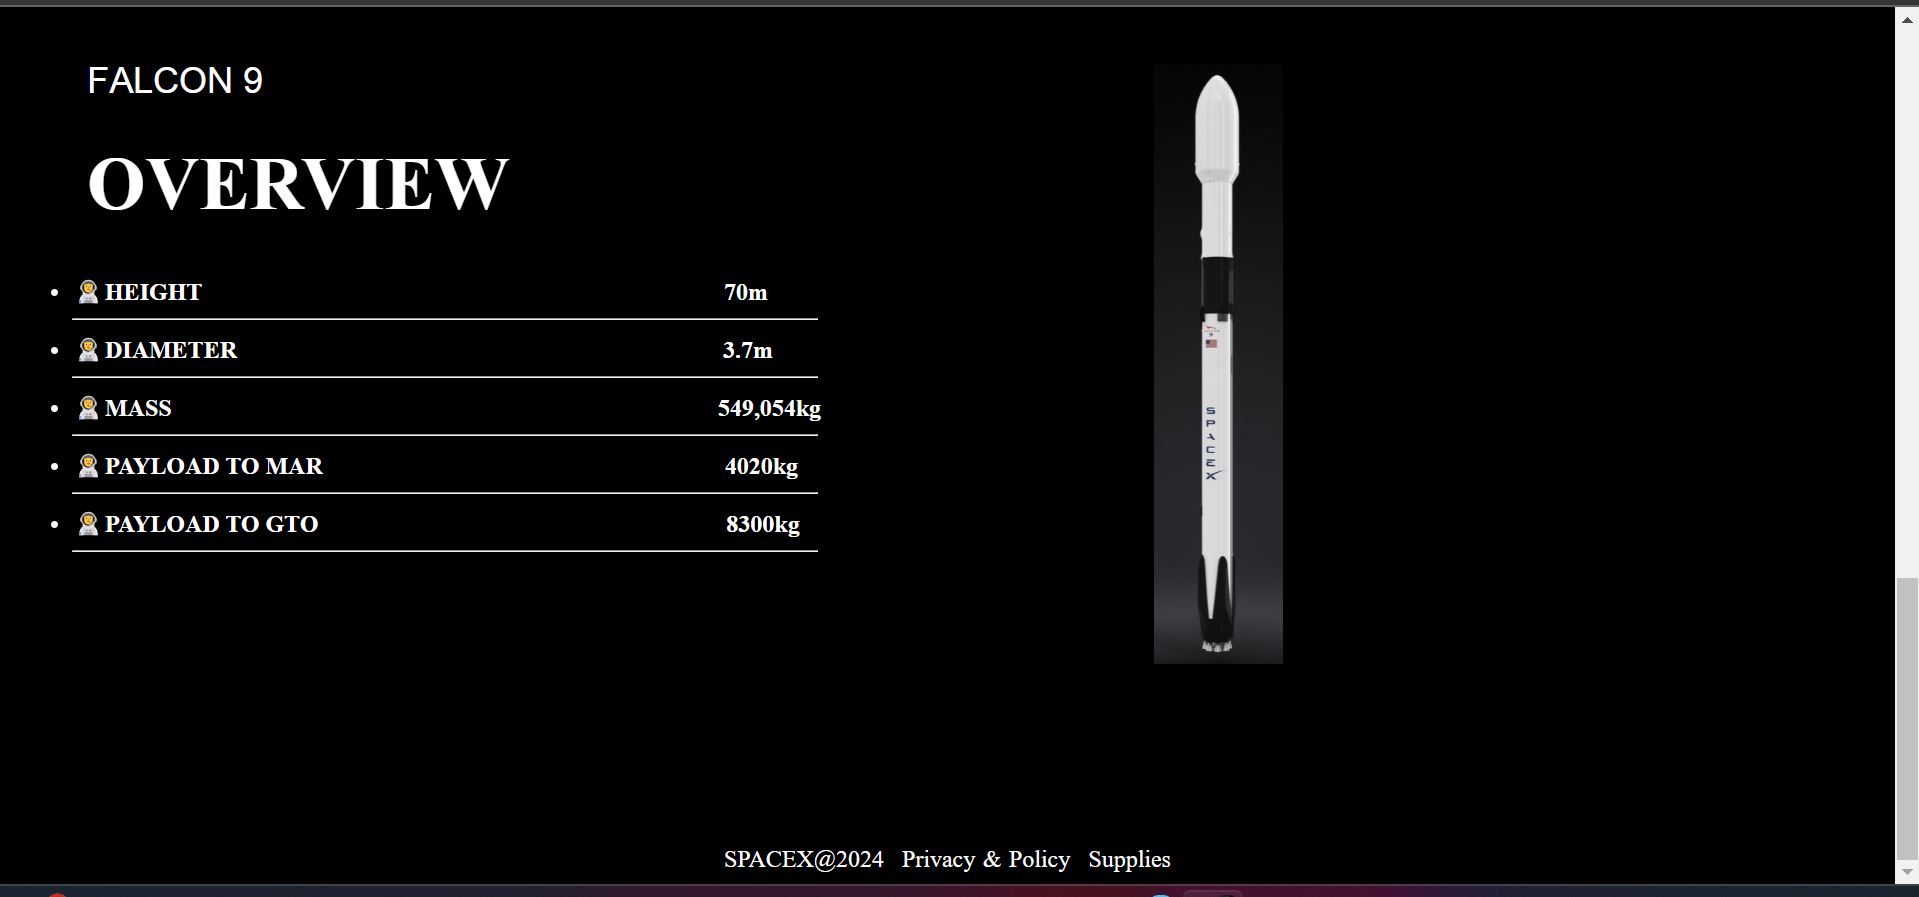 FALCON 9
OVERVIEW
HEIGHT 70m
DIAMETER 3.7m
MASS 549,054kg
PAYLOAD TO MAR 4020kg
PAYLOAD TO GTO 8300kg
SPACEX
SPACEX@2024 Privacy & Policy Supplies